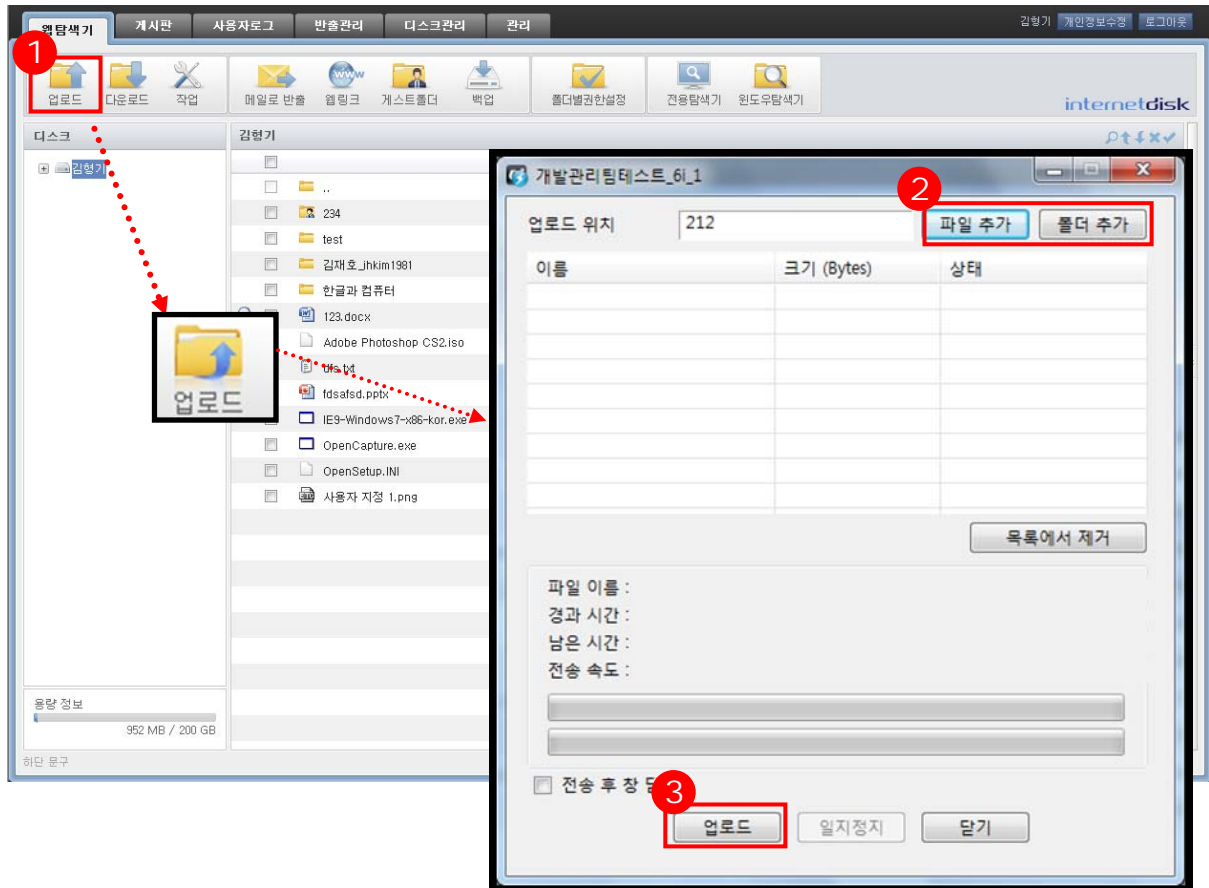 웹탐색기 게시판 사용자로그 반출관리 디스크관리 관리 김형기 개인정보수정 로그아웃
1
업로드 다운로드 작업 메일로 반출 웹링크 게스트폴더 백업 폴더별권한설정 전용탐색기 윈도우탐색기
internetdisk
디스크 김형기
김형기
..
234
test
김재호_jhkim1981
한글과 컴퓨터
123.docx
Adobe Photoshop CS2.iso
dfs.txt
fdsafsd.pptx
IE9-Windows7-x86-kor.exe
OpenCapture.exe
OpenSetup.INI
사용자 지정 1.png
업로드
용량 정보
952 MB / 200 GB
하단 문구
개발관리팀테스트_6i_1
2
업로드 위치 212 파일 추가 폴더 추가
이름 크기 (Bytes) 상태
목록에서 제거
파일 이름 :
경과 시간 :
남은 시간 :
전송 속도 :
전송 후 창
3
업로드 일지정지 닫기